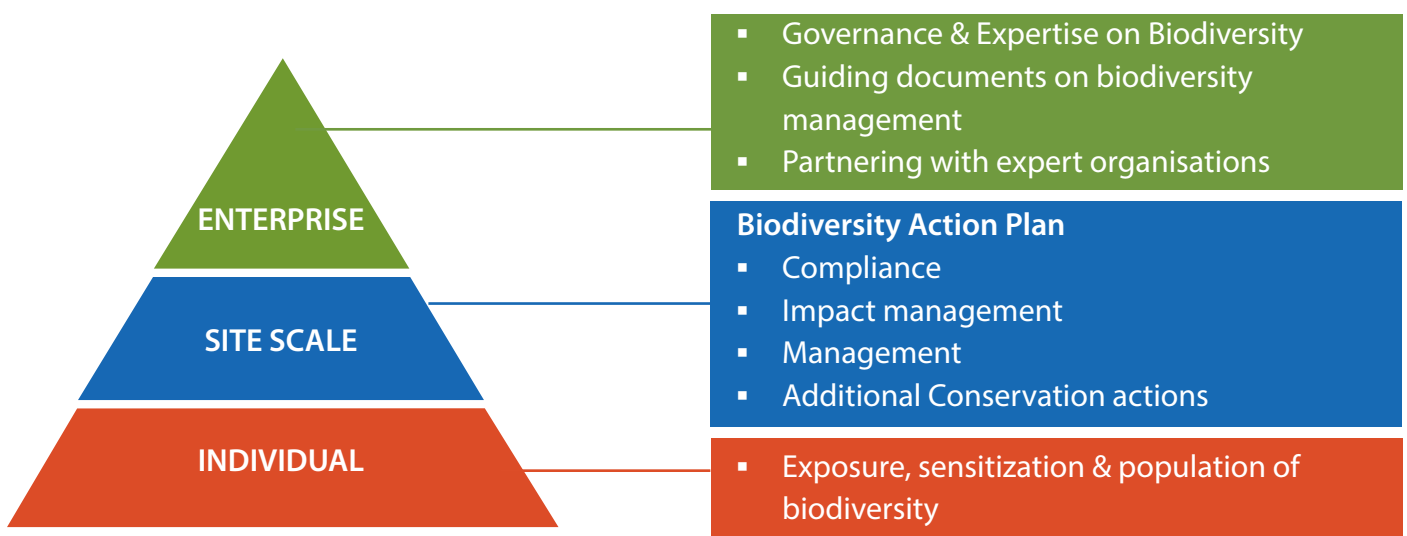 ENTERPRISE
▪ Governance & Expertise on Biodiversity
▪ Guiding documents on biodiversity
management
▪ Partnering with expert organisations
SITE SCALE
Biodiversity Action Plan
▪ Compliance
▪ Impact management
▪ Management
▪ Additional Conservation actions
INDIVIDUAL
▪ Exposure, sensitization & population of
biodiversity